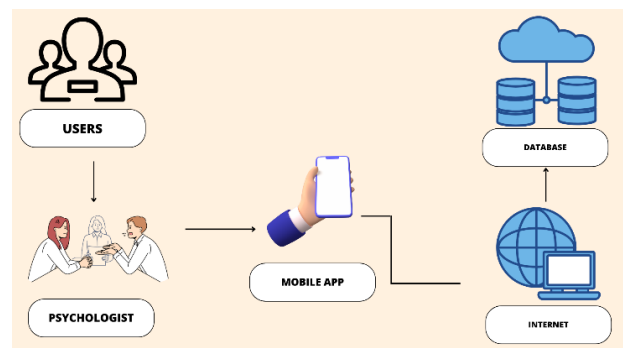 USERS
DATABASE
MOBILE APP
PSYCHOLOGIST
INTERNET